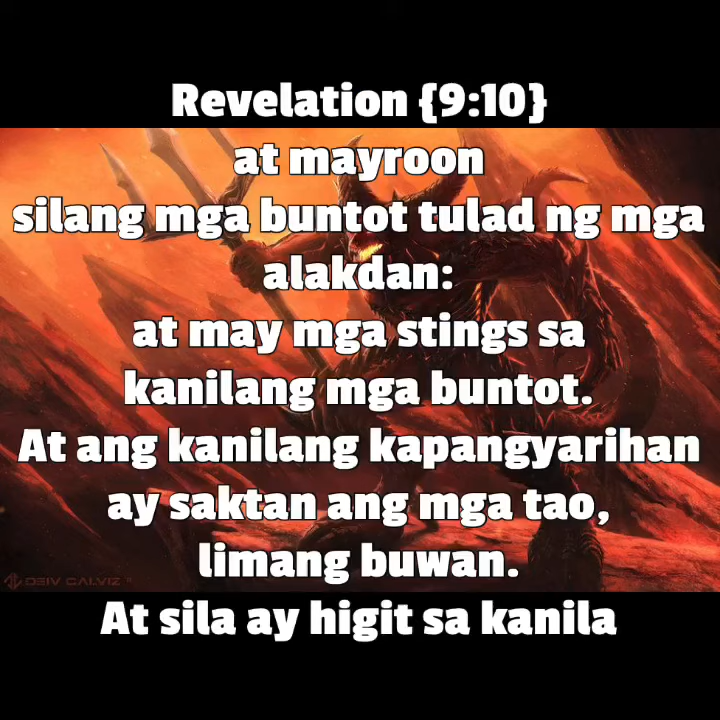 Revelation {9:10}
at mayroon
silang mga buntot tulad ng mga
alakdan:
at may mga stings sa
kanilang mga buntot.
At ang kanilang kapangyarihan
ay saktan ang mga tao,
limang buwan.
DEIV CALVIZ
At sila ay higit sa kanila